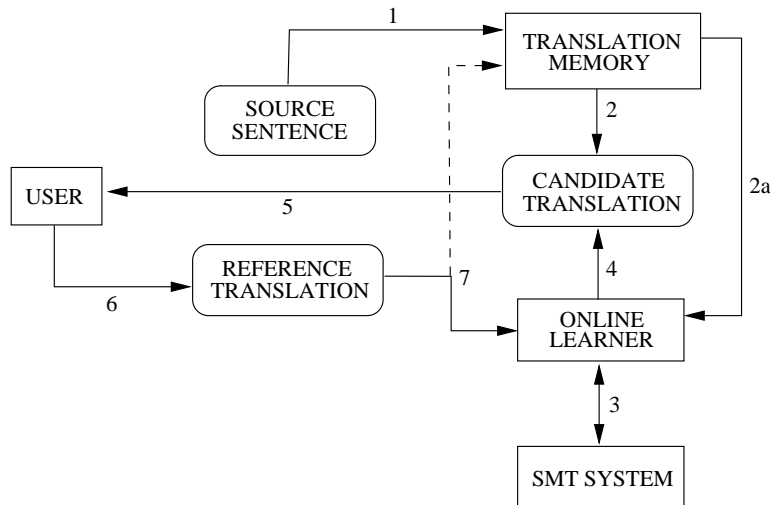 1
TRANSLATION
MEMORY
SOURCE
SENTENCE
2
CANDIDATE
TRANSLATION
2a
USER
5
REFERENCE
TRANSLATION
6
7
4
ONLINE
LEARNER
3
SMT SYSTEM